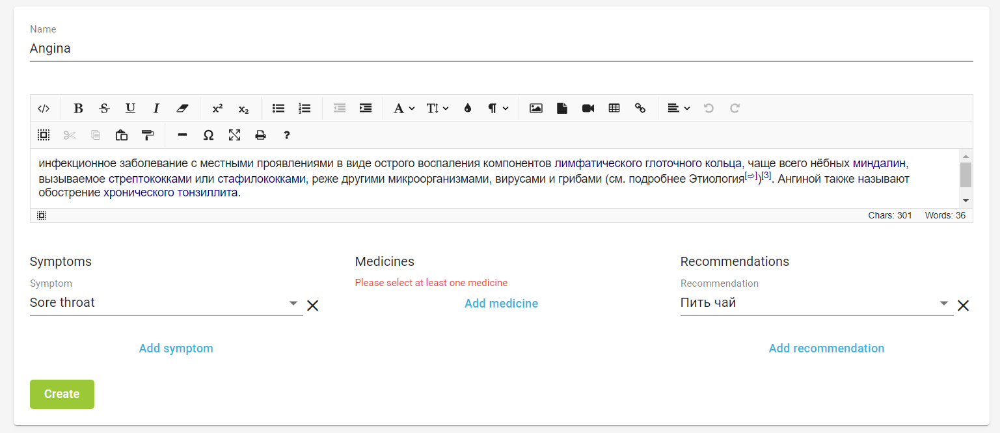 Name
Angina
инфекционное заболевание с местными проявлениями в виде острого воспаления компонентов лимфатического глоточного кольца, чаще всего нёбных миндалин,
вызываемое стрептококками или стафилококками, реже другими микроорганизмами, вирусами и грибами (см. подробнее Этиология[⇨])[3]. Ангиной также называют
обострение хронического тонзиллита.
Chars: 301 Words: 36
Symptoms Medicines Recommendations
Symptom Please select at least one medicine Recommendation
Sore throat Add medicine Пить чай
Add symptom Add recommendation
Create